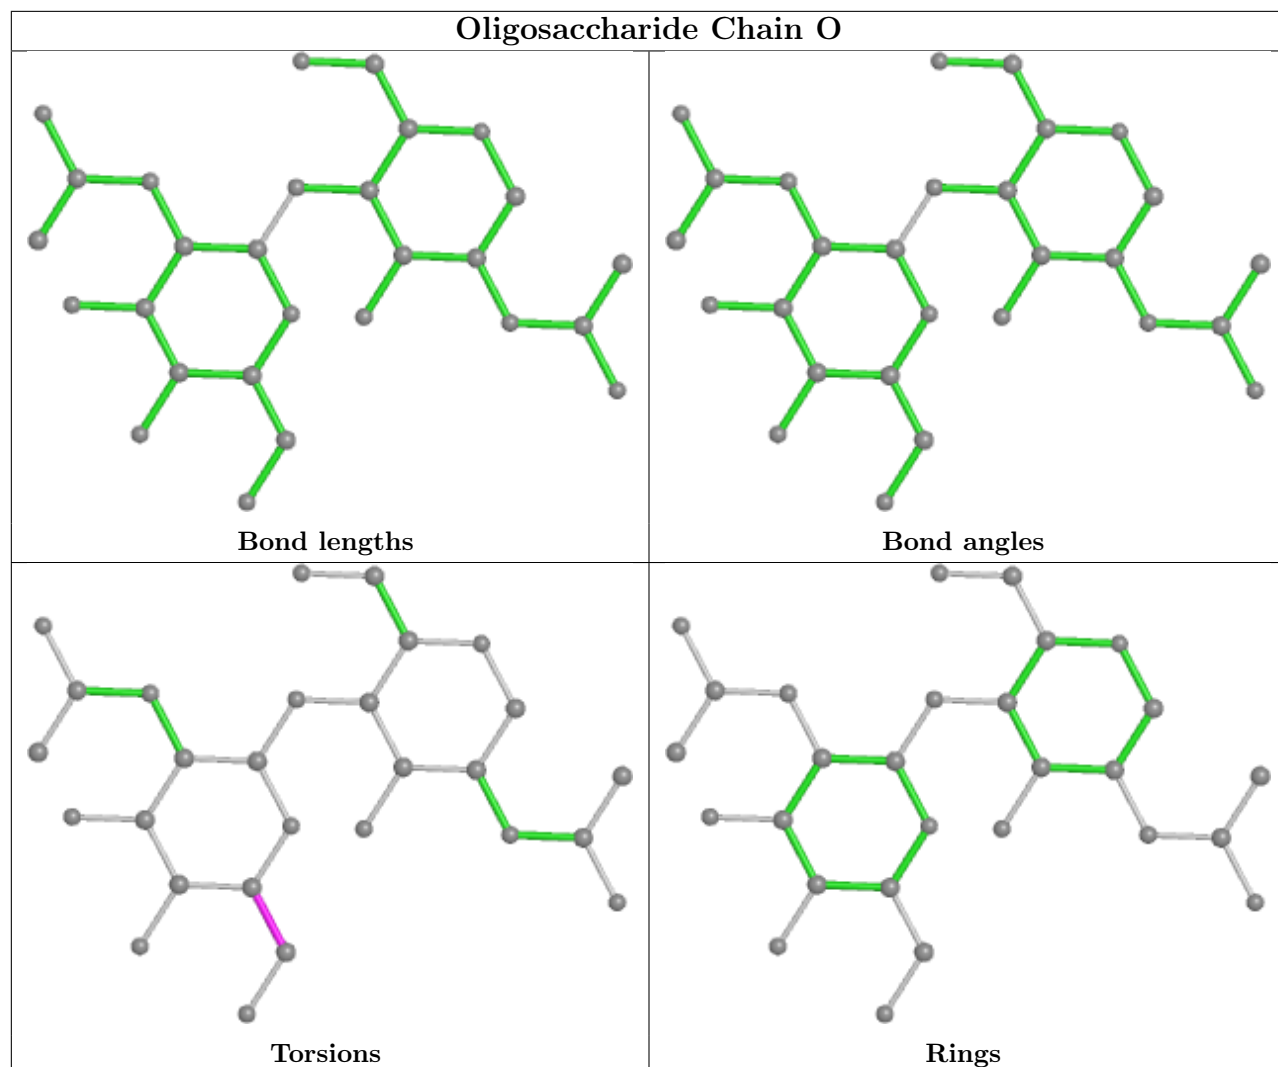 Oligosaccharide Chain O
Bond lengths
Bond angles
Torsions
Rings